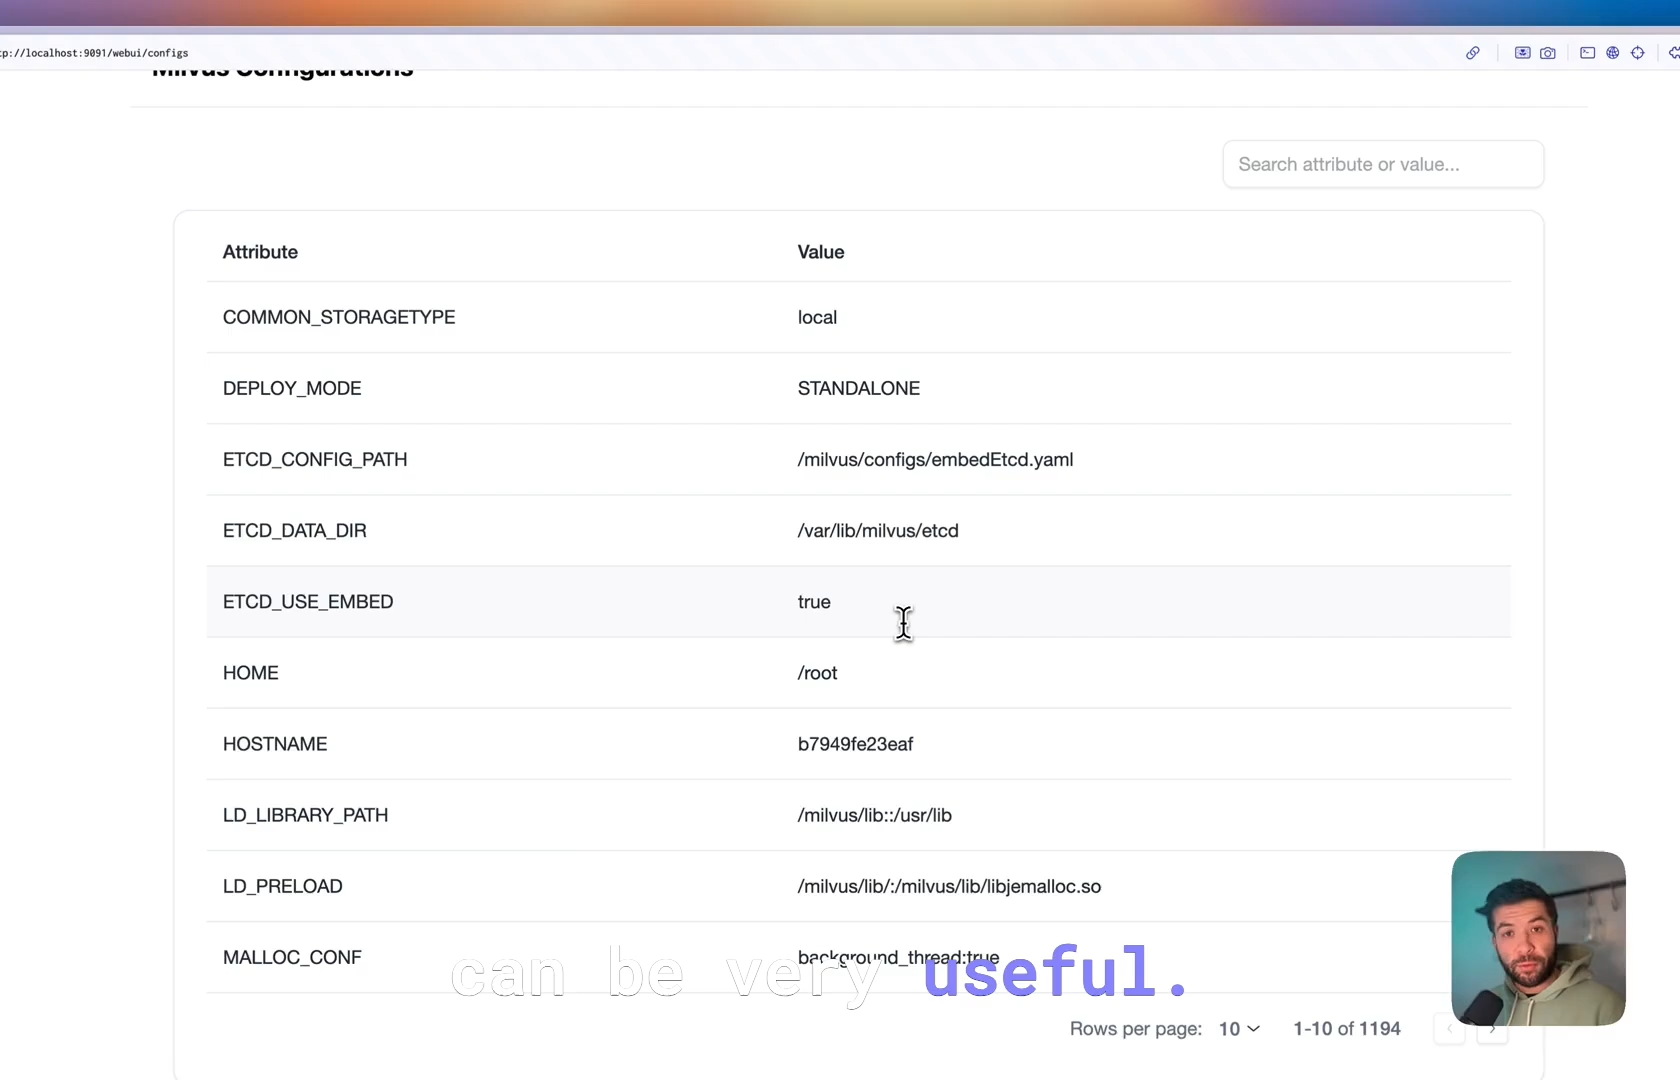 tp://localhost:9091/webui/configs
Milvus Configurations
Search attribute or value...
Attribute Value
COMMON_STORAGETYPE local
DEPLOY_MODE STANDALONE
ETCD_CONFIG_PATH /milvus/configs/embedEtcd.yaml
ETCD_DATA_DIR /var/lib/milvus/etcd
ETCD_USE_EMBED true
HOME /root
HOSTNAME b7949fe23eaf
LD_LIBRARY_PATH /milvus/lib::/usr/lib
LD_PRELOAD /milvus/lib/:/milvus/lib/libjemalloc.so
MALLOC_CONF background_thread:true
can be very useful.
Rows per page: 10 1-10 of 1194